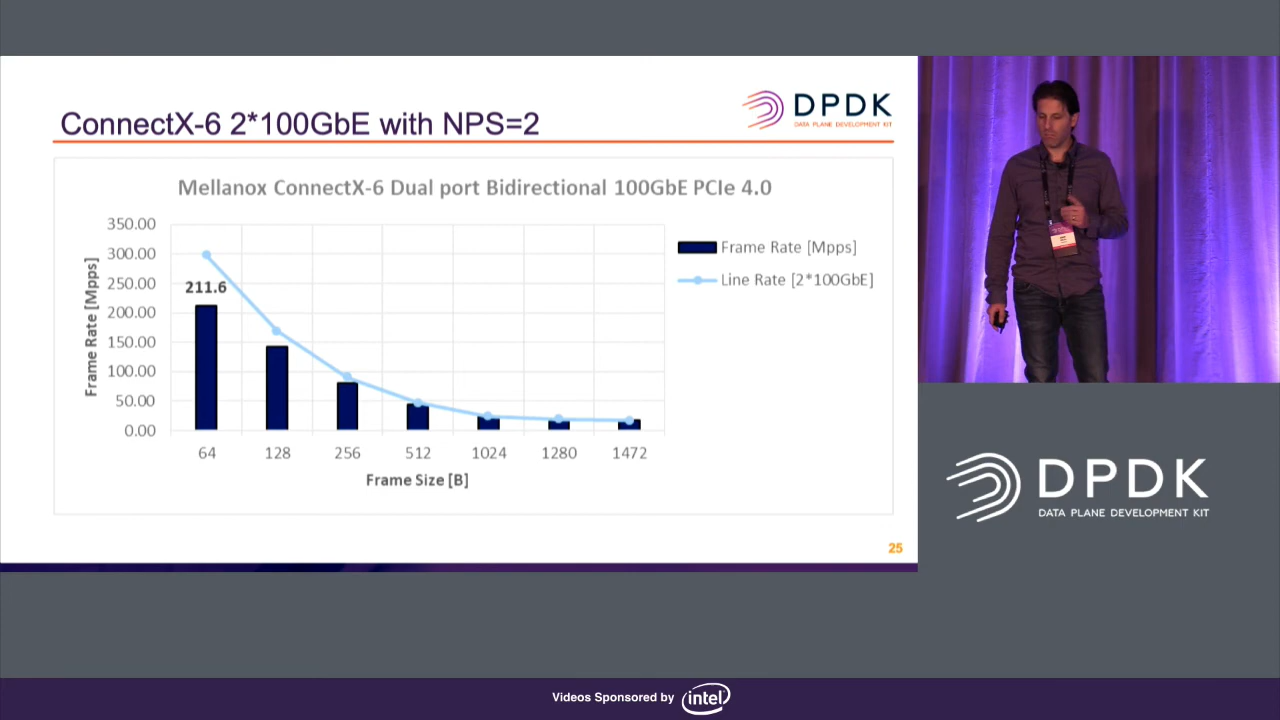 ConnectX-6 2*100GbE with NPS=2
DPDK
DATA PLANE DEVELOPMENT KIT
Mellanox ConnectX-6 Dual port Bidirectional 100GbE PCIe 4.0
Frame Rate [Mpps]
350.00
300.00
250.00
200.00
150.00
100.00
50.00
0.00
211.6
64 128 256 512 1024 1280 1472
Frame Size [B]
Frame Rate [Mpps]
Line Rate [2*100GbE]
25
DPDK
DATA PLANE DEVELOPMENT KIT
Videos Sponsored by intel